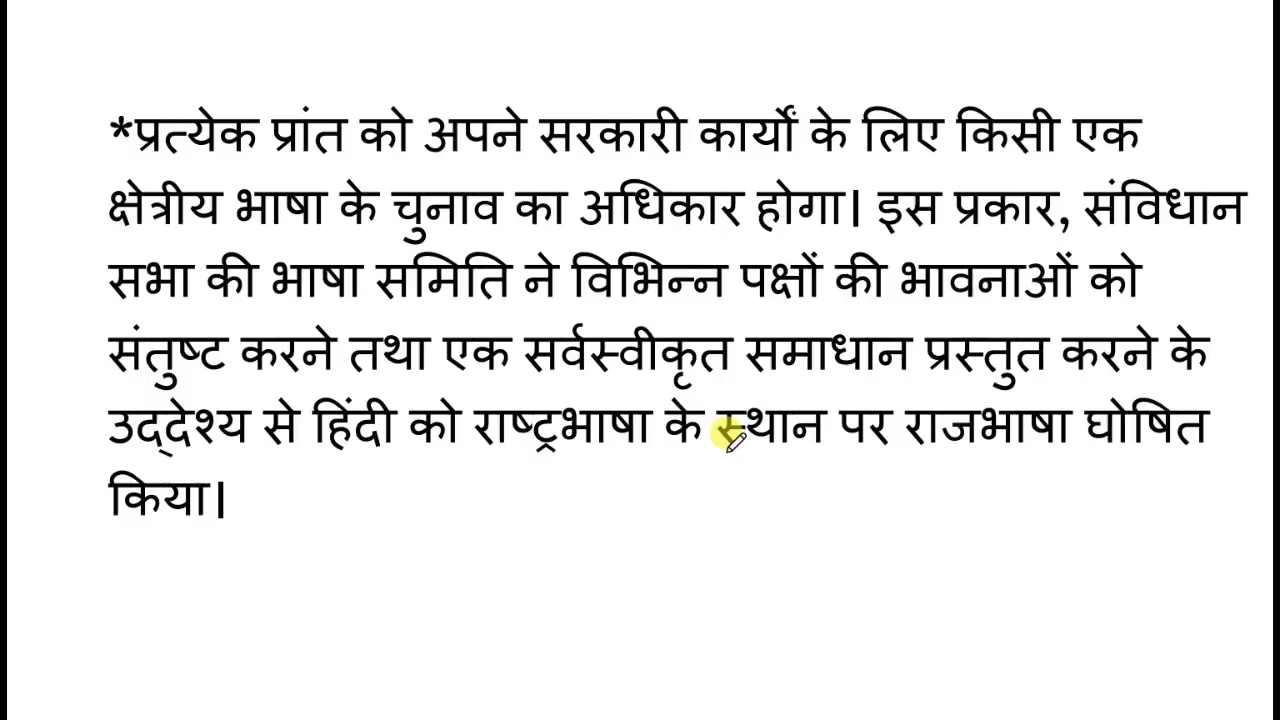 *प्रत्येक प्रांत को अपने सरकारी कार्यों के लिए किसी एक
क्षेत्रीय भाषा के चुनाव का अधिकार होगा। इस प्रकार, संविधान
सभा की भाषा समिति ने विभिन्न पक्षों की भावनाओं को
संतुष्ट करने तथा एक सर्वस्वीकृत समाधान प्रस्तुत करने के
उद्देश्य से हिंदी को राष्ट्रभाषा के स्थान पर राजभाषा घोषित
किया।